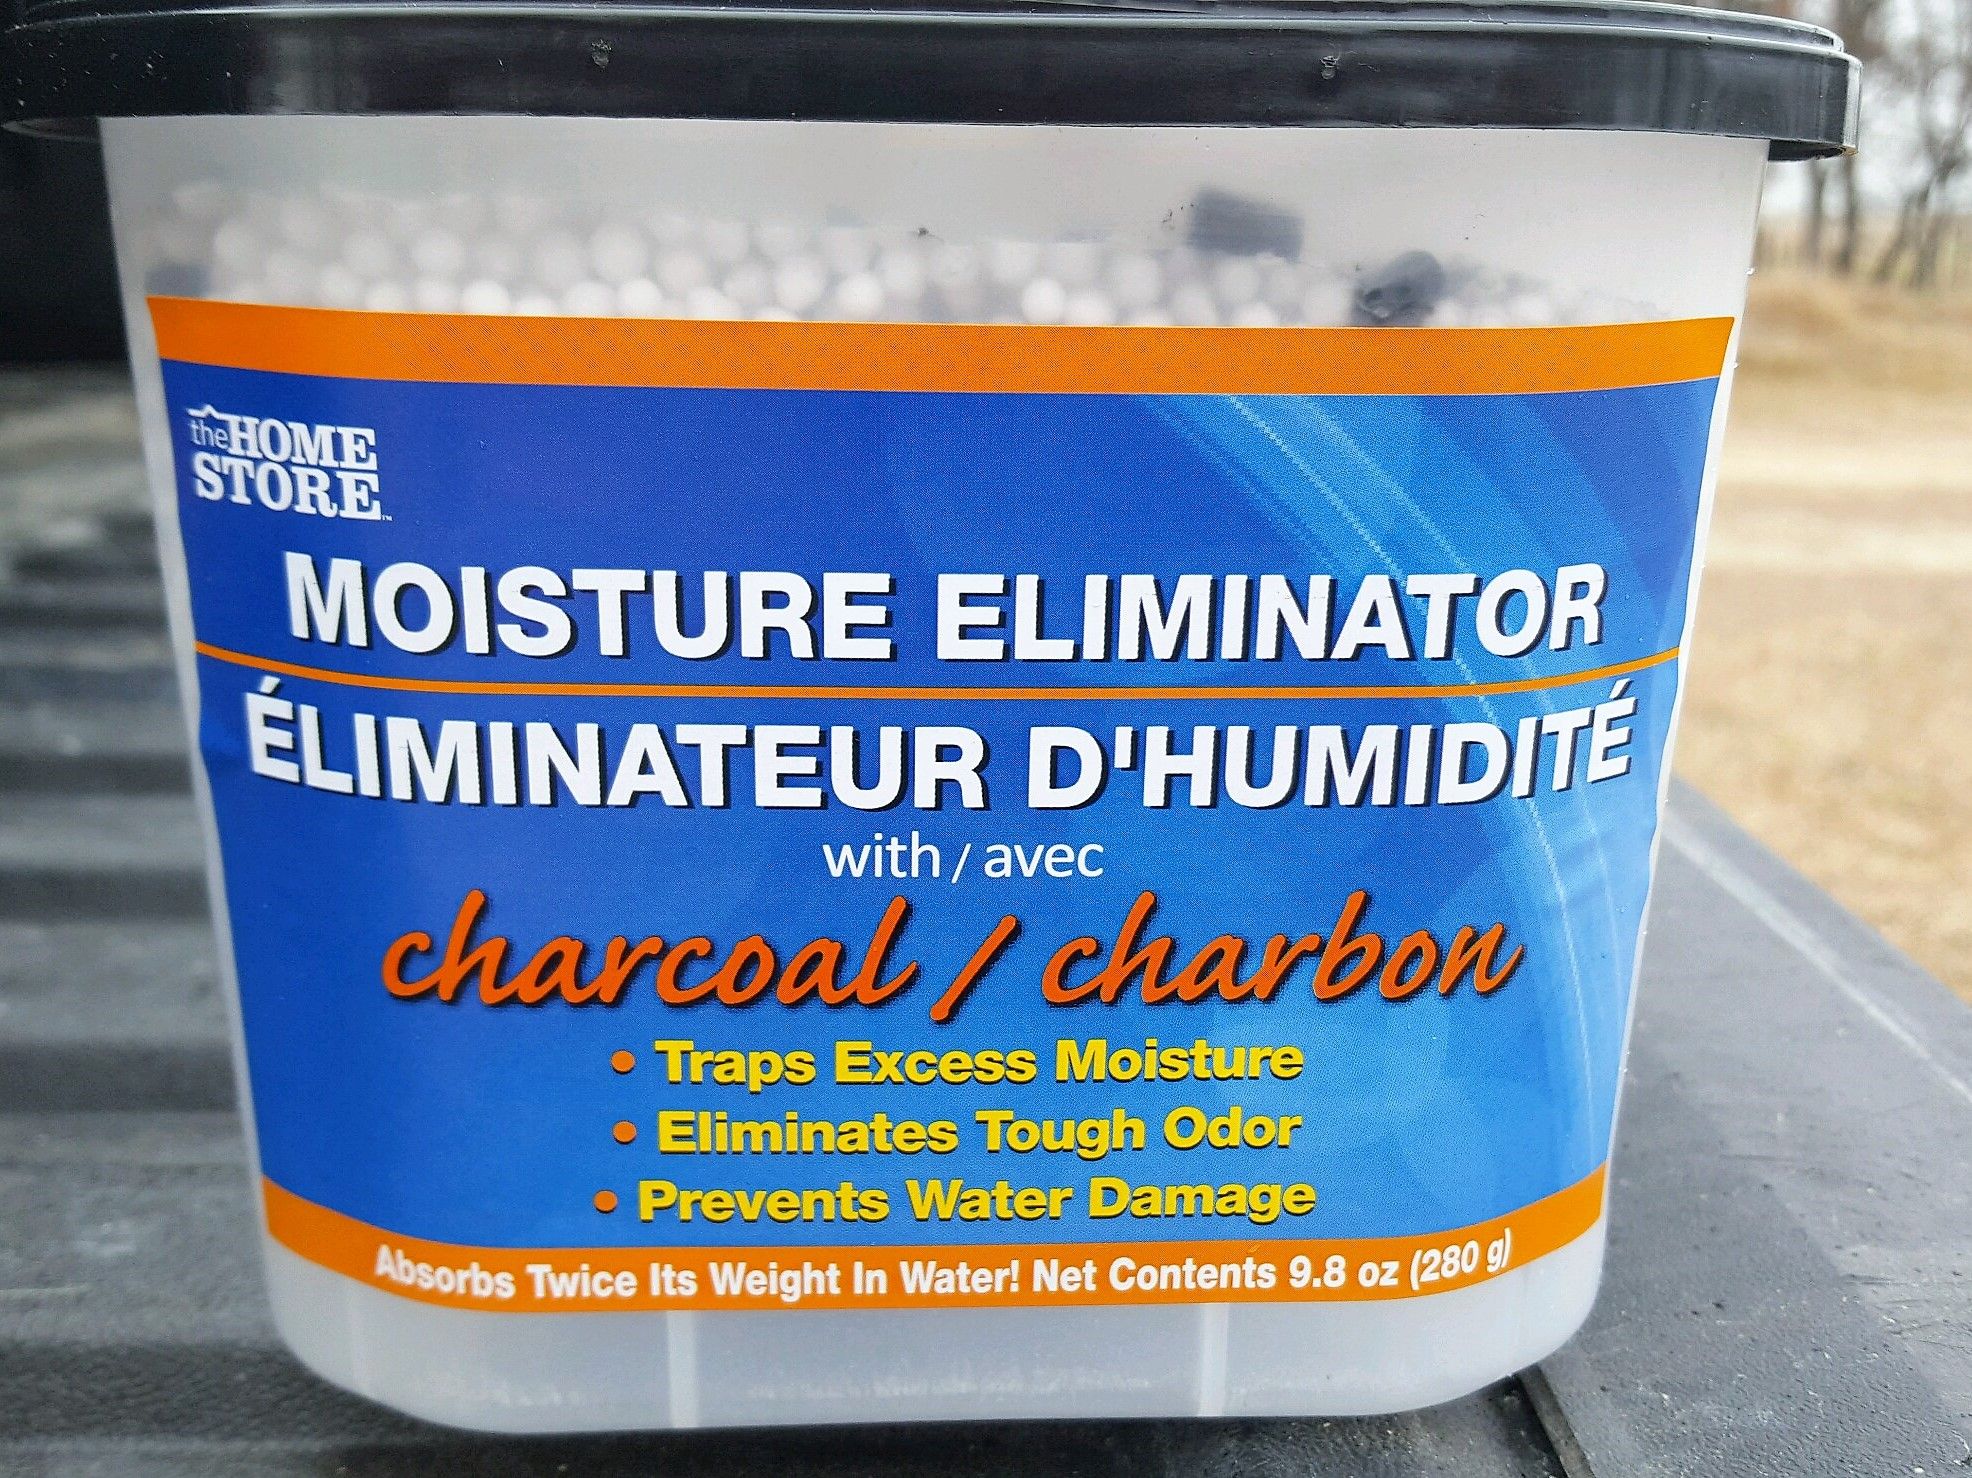 the HOME
STORE™
MOISTURE ELIMINATOR
ÉLIMINATEUR D'HUMIDITÉ
with / avec
charcoal / charbon
• Traps Excess Moisture
• Eliminates Tough Odor
• Prevents Water Damage
Absorbs Twice Its Weight In Water! Net Contents 9.8 oz (280 g)